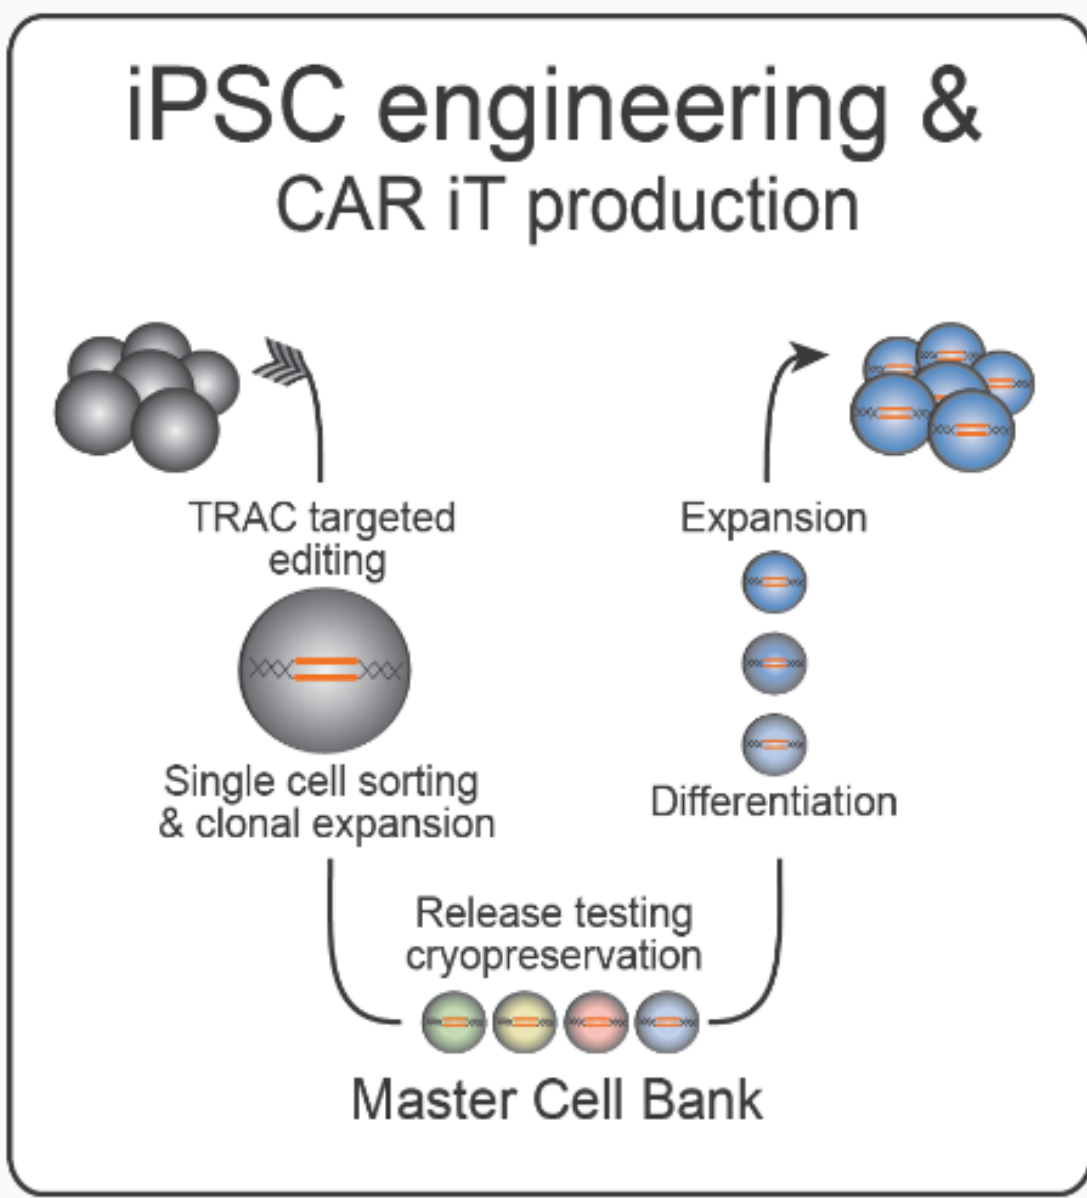 iPSC engineering &
CAR iT production
TRAC targeted
editing
Single cell sorting
& clonal expansion
Release testing
cryopreservation
Master Cell Bank
Differentiation
Expansion